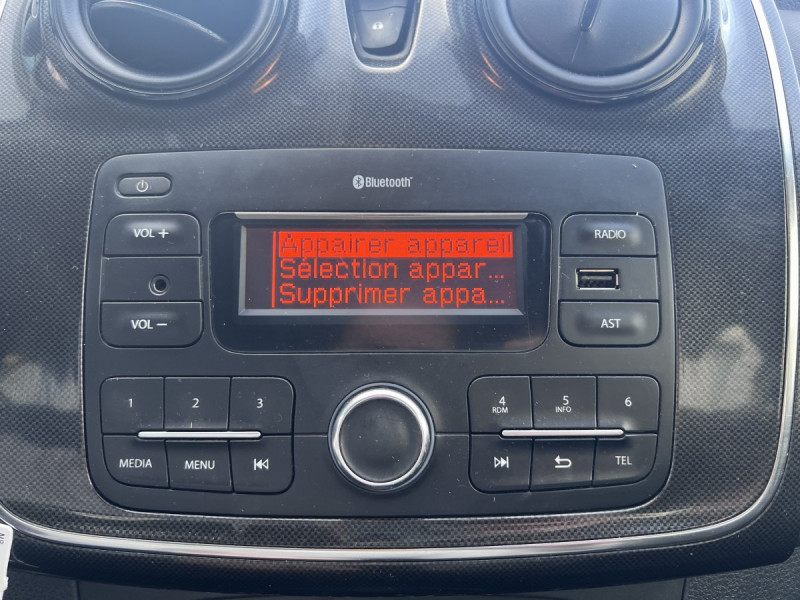 Bluetooth
VOL +
VOL −
Appairer appareil
Sélection appar...
Supprimer appa...
RADIO
AST
1 2 3
MEDIA MENU
4 RDM 5 INFO 6
TEL